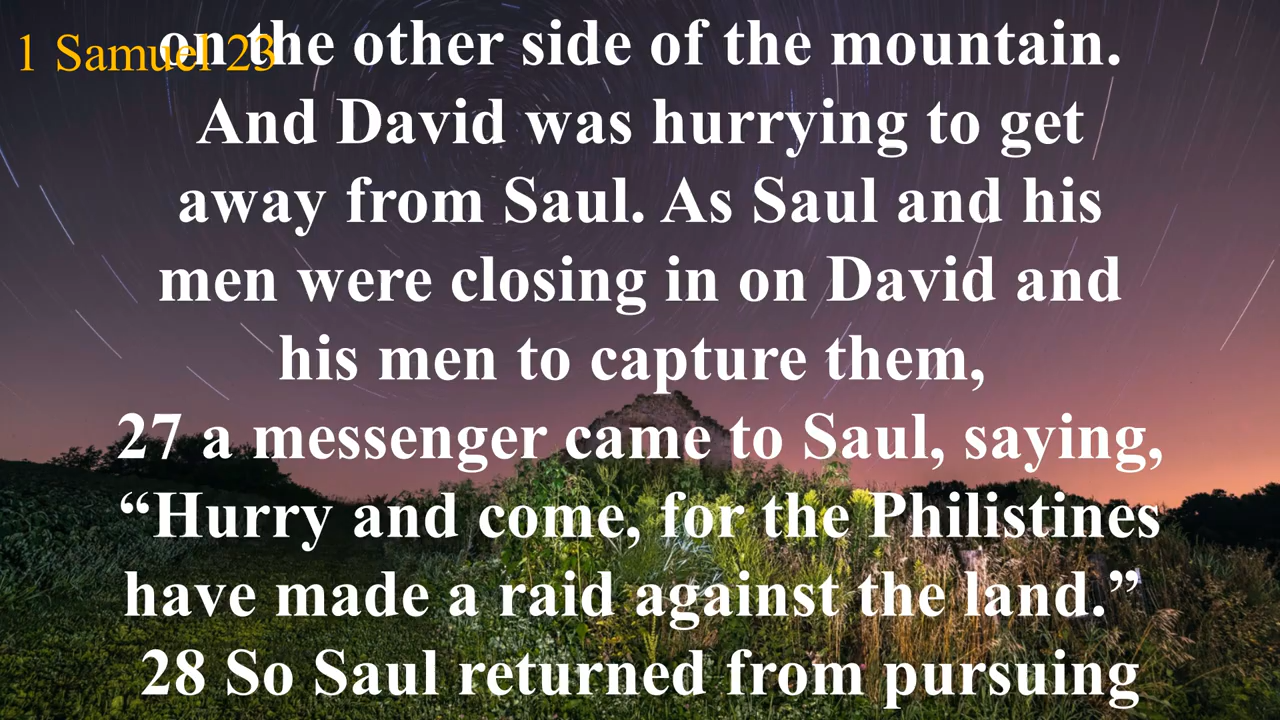 1 Samuel 23
on the other side of the mountain.
And David was hurrying to get
away from Saul. As Saul and his
men were closing in on David and
his men to capture them,
27 a messenger came to Saul, saying,
“Hurry and come, for the Philistines
have made a raid against the land.”
28 So Saul returned from pursuing